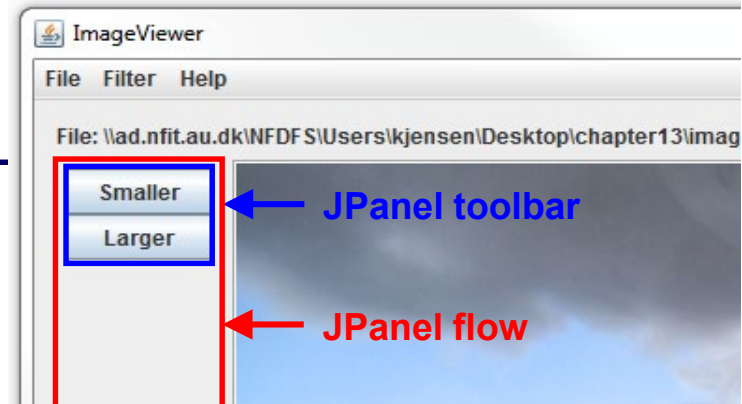 ImageViewer
File Filter Help
File: \\ad.nfit.au.dk\NFDFS\Users\kjensen\Desktop\chapter13\imag
Smaller
JPanel toolbar
Larger
JPanel flow